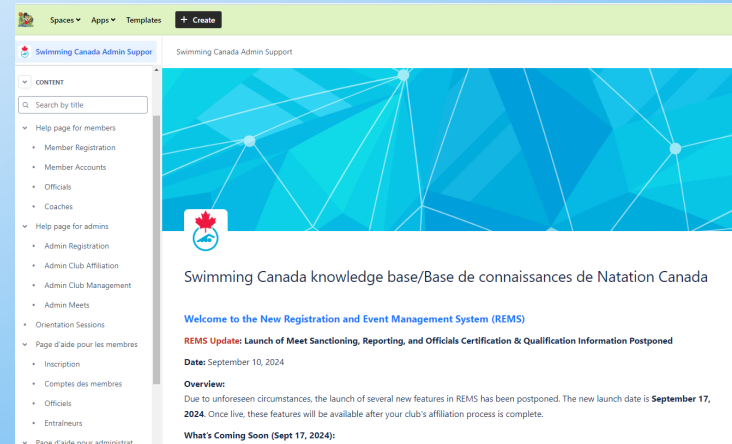 Spaces Apps Templates + Create
Swimming Canada Admin Suppor
Swimming Canada Admin Support
CONTENT
Search by title
Help page for members
Member Registration
Member Accounts
Officials
Coaches
Help page for admins
Admin Registration
Admin Club Affiliation
Admin Club Management
Admin Meets
Orientation Sessions
Page d'aide pour les membres
Inscription
Comptes des membres
Officiels
Entraîneurs
Page d'aide pour administrat
Swimming Canada knowledge base/Base de connaissances de Natation Canada
Welcome to the New Registration and Event Management System (REMS)
REMS Update: Launch of Meet Sanctioning, Reporting, and Officials Certification & Qualification Information Postponed
Date: September 10, 2024
Overview:
Due to unforeseen circumstances, the launch of several new features in REMS has been postponed. The new launch date is September 17,
2024. Once live, these features will be available after your club's affiliation process is complete.
What's Coming Soon (Sept 17, 2024):